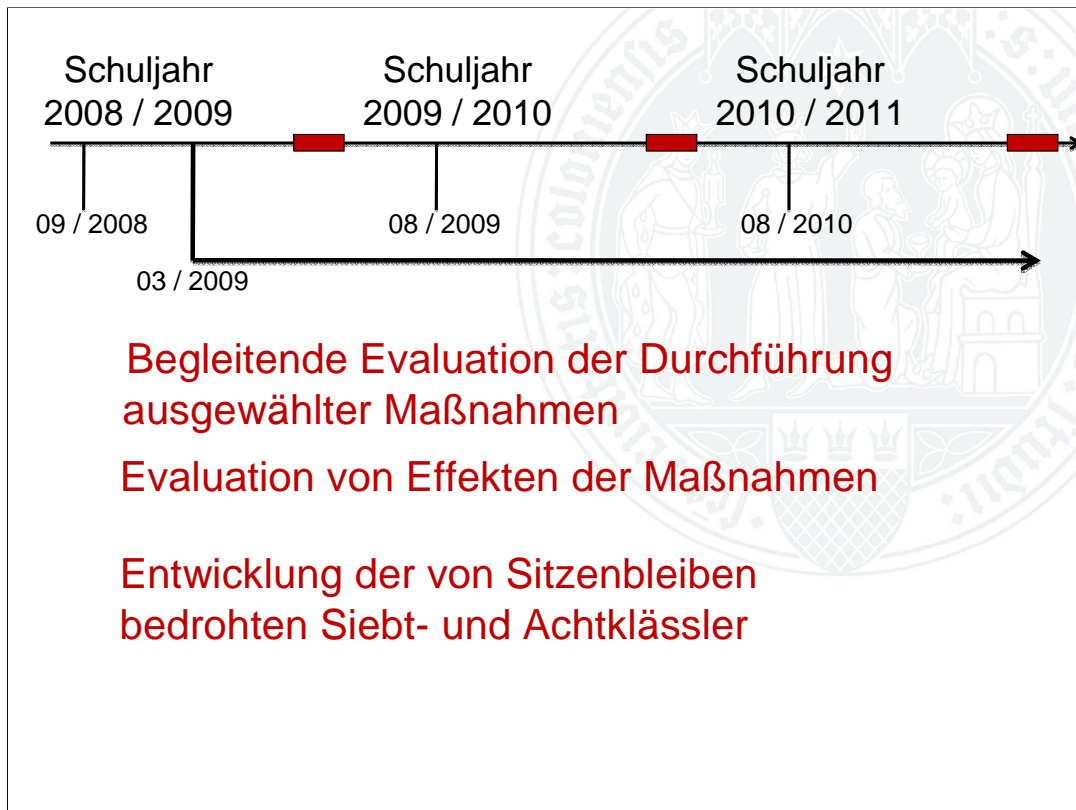 Schuljahr
2008 / 2009
Schuljahr
2009 / 2010
Schuljahr
2010 / 2011
09 / 2008
08 / 2009
08 / 2010
03 / 2009
Begleitende Evaluation der Durchführung
ausgewählter Maßnahmen
Evaluation von Effekten der Maßnahmen
Entwicklung der von Sitzenbleiben
bedrohten Siebt- und Achtklässler